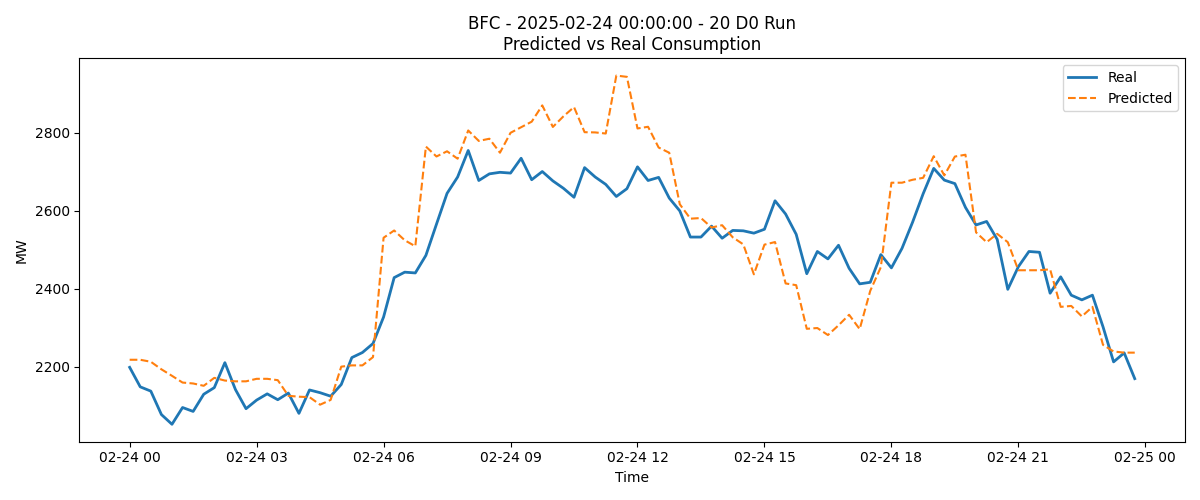 BFC - 2025-02-24 00:00:00 - 20 D0 Run
Predicted vs Real Consumption
Real
Predicted
MW
2800
2600
2400
2200
02-24 00
02-24 03
02-24 06
02-24 09
02-24 12
02-24 15
02-24 18
02-24 21
02-25 00
Time